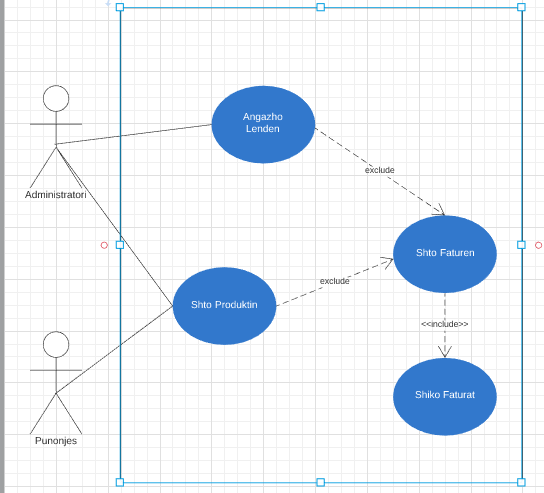 Angazho
Lenden
exclude
Administratori
Shto Faturen
exclude
Shto Produktin
<<include>>
Shiko Faturat
Punonjes